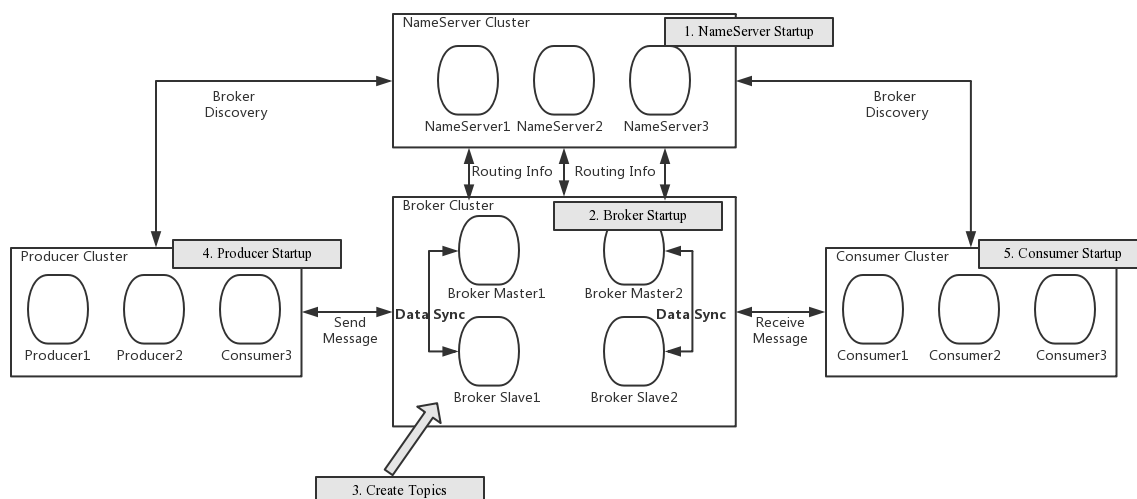 NameServer Cluster
1. NameServer Startup
NameServer1
NameServer2
NameServer3
Broker
Discovery
Broker
Discovery
Routing Info
Routing Info
Broker Cluster
2. Broker Startup
Producer Cluster
4. Producer Startup
Consumer Cluster
5. Consumer Startup
Broker Master1
Broker Master2
Data Sync
Data Sync
Send
Message
Receive
Message
Producer1
Producer2
Consumer3
Consumer1
Consumer2
Consumer3
Broker Slave1
Broker Slave2
3. Create Topics